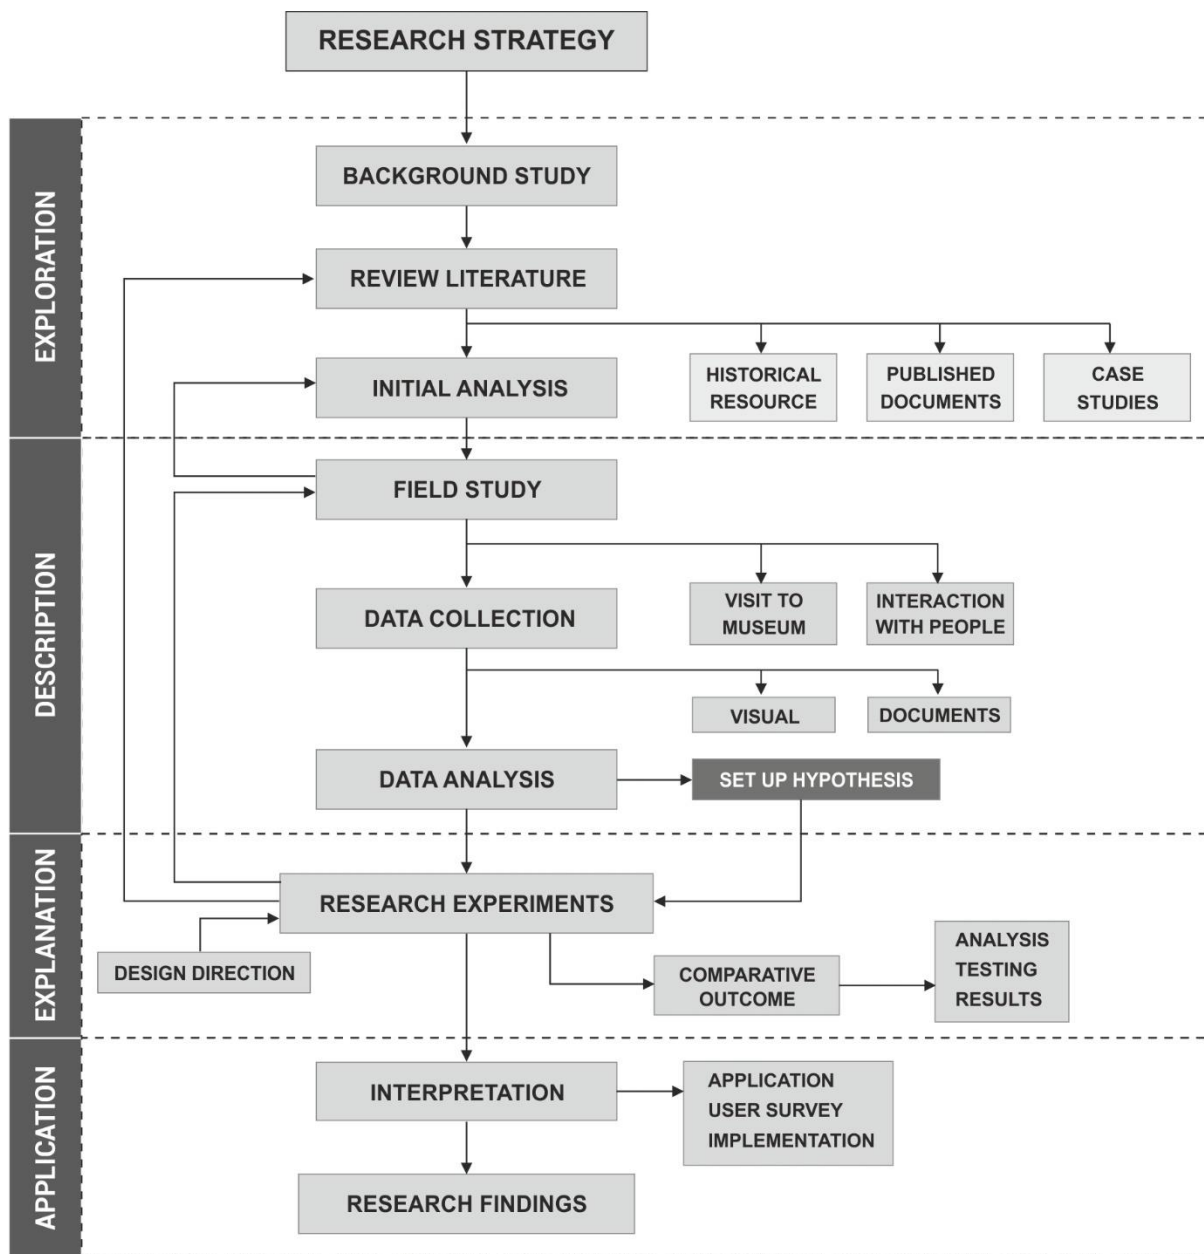 RESEARCH STRATEGY
EXPLORATION
BACKGROUND STUDY
REVIEW LITERATURE
INITIAL ANALYSIS
HISTORICAL
RESOURCE
PUBLISHED
DOCUMENTS
CASE
STUDIES
DESCRIPTION
FIELD STUDY
DATA COLLECTION
VISIT TO
MUSEUM
INTERACTION
WITH PEOPLE
VISUAL
DOCUMENTS
DATA ANALYSIS
SET UP HYPOTHESIS
EXPLANATION
RESEARCH EXPERIMENTS
DESIGN DIRECTION
COMPARATIVE
OUTCOME
ANALYSIS
TESTING
RESULTS
APPLICATION
INTERPRETATION
APPLICATION
USER SURVEY
IMPLEMENTATION
RESEARCH FINDINGS